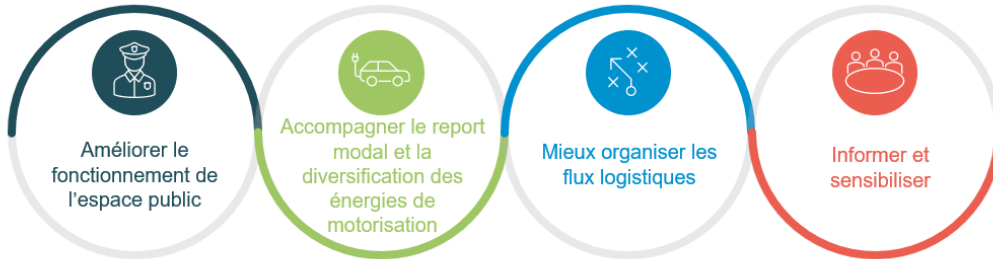 Améliorer le
fonctionnement de
l'espace public
Accompagner le report
modal et la
diversification des
énergies de
motorisation
Mieux organiser les
flux logistiques
Informer et
sensibiliser